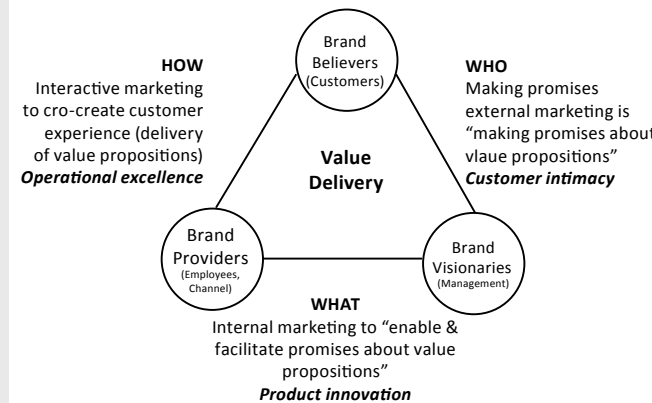 Brand
Believers
(Customers)
HOW
Interactive marketing
to cro-create customer
experience (delivery
of value propositions)
Operational excellence
WHO
Making promises
external marketing is
“making promises about
vlaue propositions”
Customer intimacy
Value
Delivery
Brand
Providers
(Employees,
Channel)
Brand
Visionaries
(Management)
WHAT
Internal marketing to “enable &
facilitate promises about value
propositions”
Product innovation